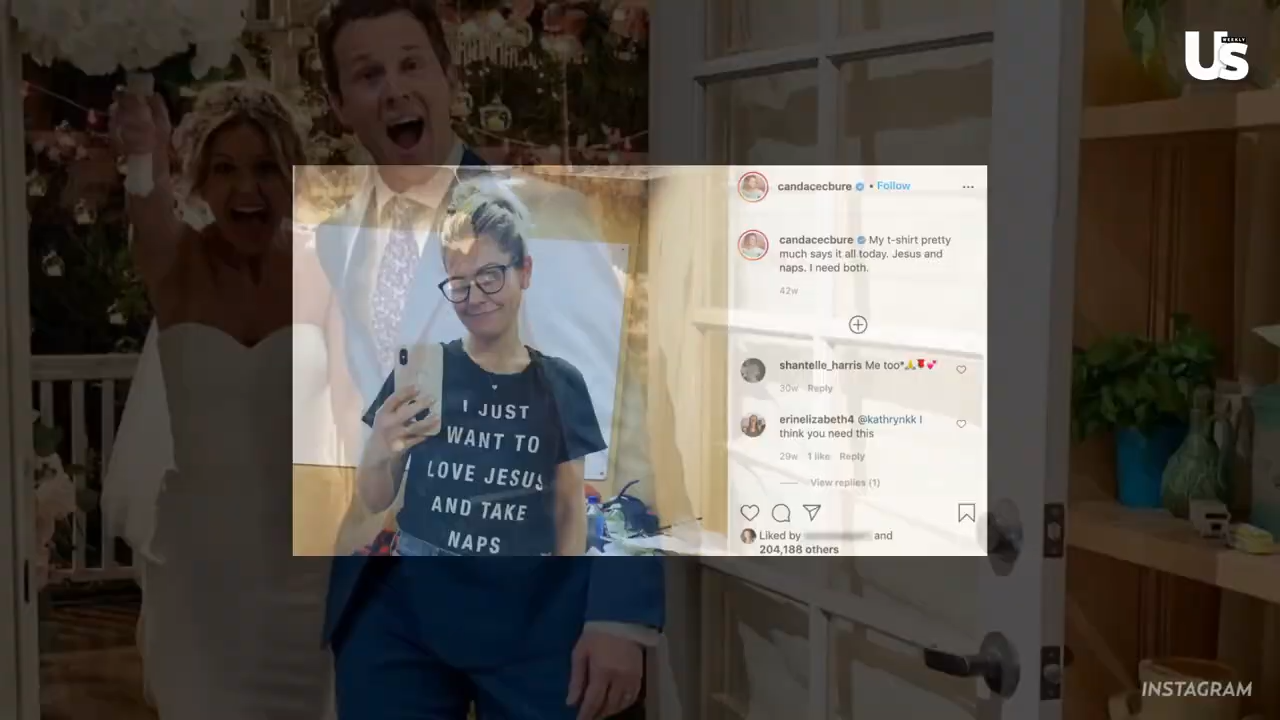 Us
WEEKLY
candacecbure • Follow
candacecbure My t-shirt pretty
much says it all today. Jesus and
naps. I need both.
42w
shantelle_harris Me too*🙏🌹💕
30w Reply
erinelizabeth4 @kathrynkk I
think you need this
29w 1 like Reply
View replies (1)
Liked by and
204,188 others
I JUST
WANT TO
LOVE JESUS
AND TAKE
NAPS
INSTAGRAM